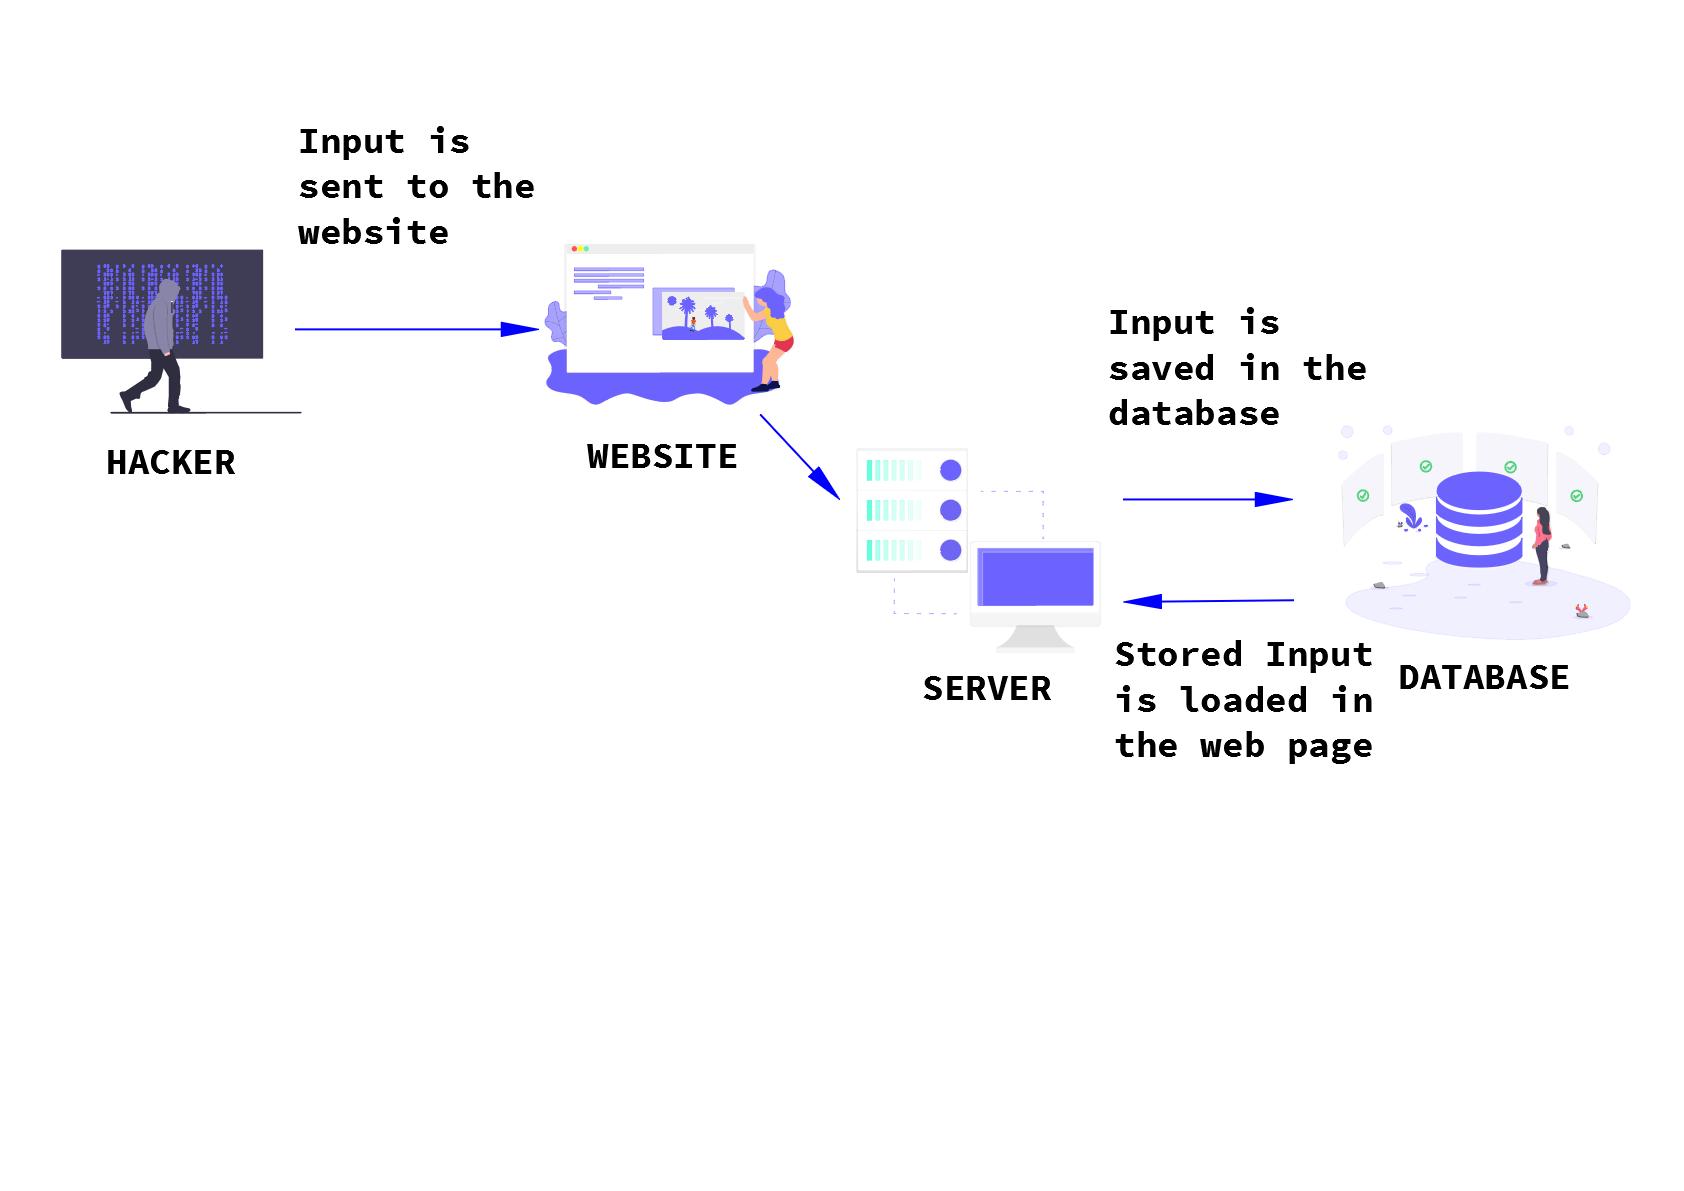 Input is
sent to the
website
HACKER
WEBSITE
Input is
saved in the
database
SERVER
Stored Input
is loaded in
the web page
DATABASE